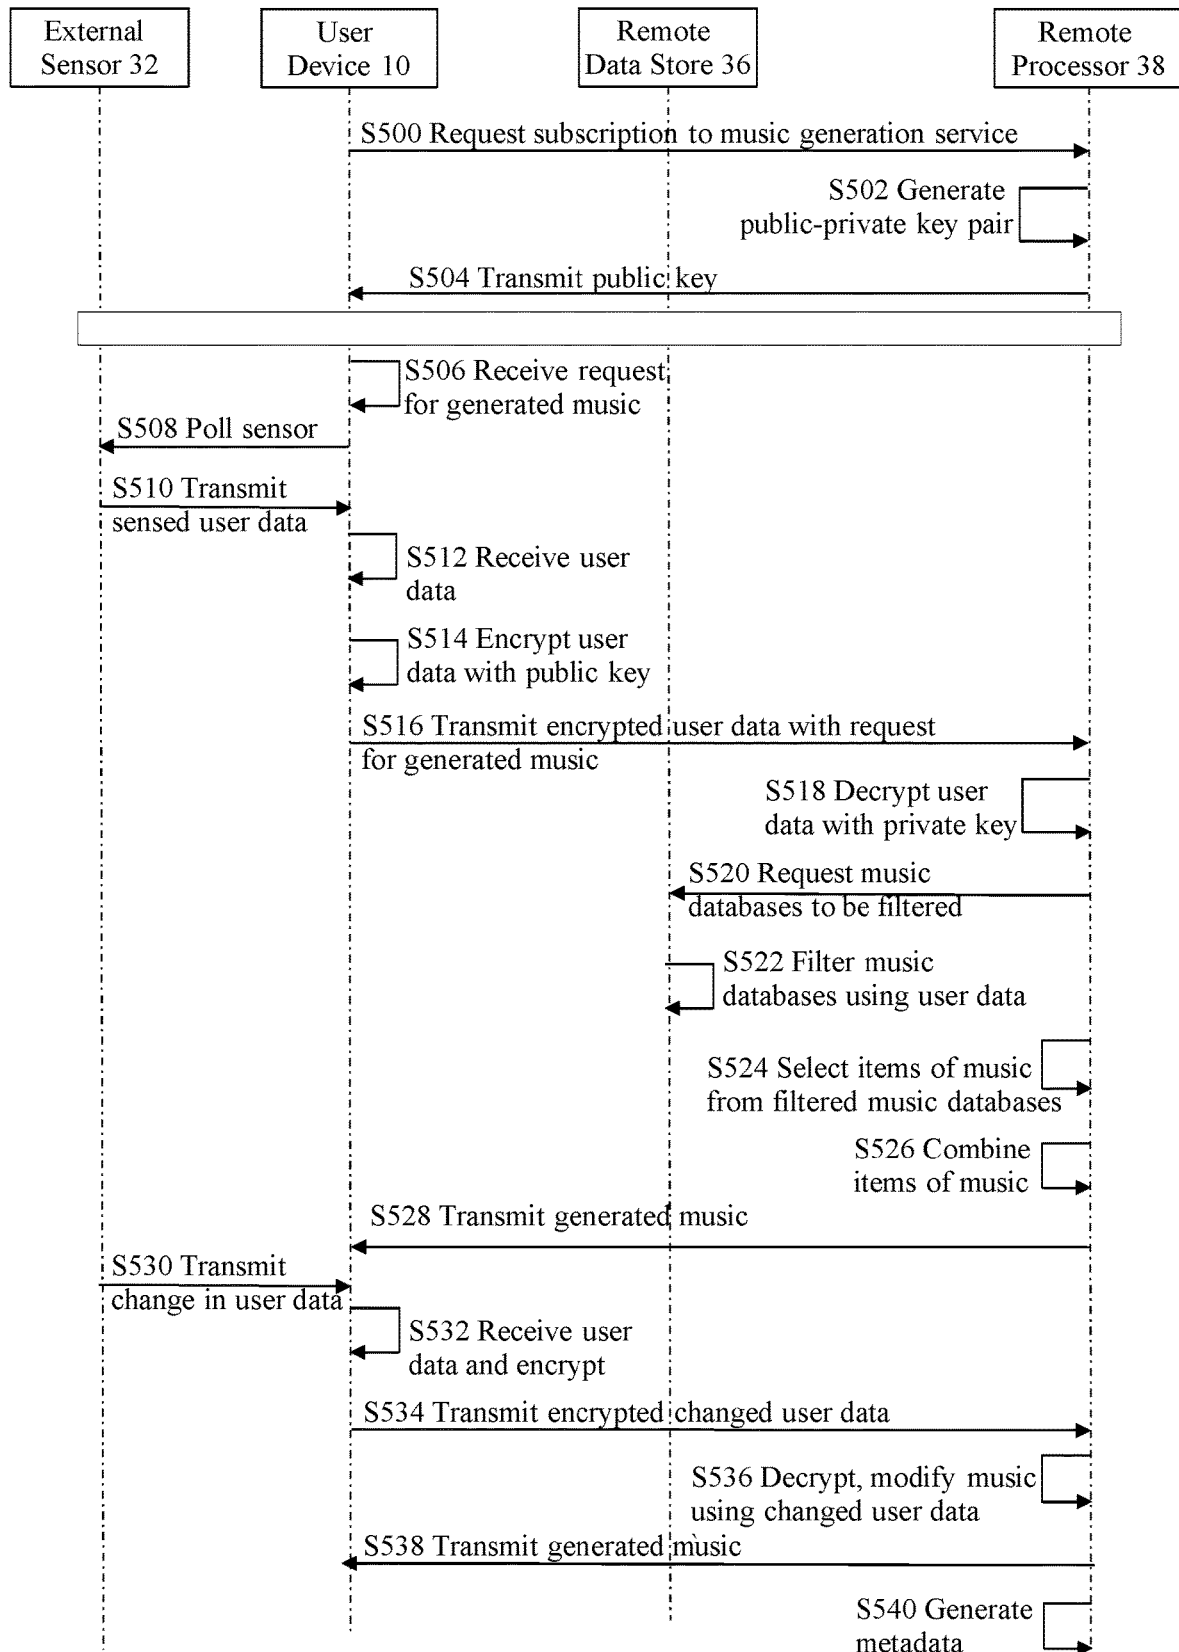 External
Sensor 32
User
Device 10
Remote
Data Store 36
Remote
Processor 38
S500 Request subscription to music generation service
S502 Generate
public-private key pair
S504 Transmit public key
S506 Receive request
for generated music
S508 Poll sensor
S510 Transmit
sensed user data
S512 Receive user
data
S514 Encrypt user
data with public key
S516 Transmit encrypted user data with request
for generated music
S518 Decrypt user
data with private key
S520 Request music
databases to be filtered
S522 Filter music
databases using user data
S524 Select items of music
from filtered music databases
S526 Combine
items of music
S528 Transmit generated music
S530 Transmit
change in user data
S532 Receive user
data and encrypt
S534 Transmit encrypted changed user data
S536 Decrypt, modify music
using changed user data
S538 Transmit generated music
S540 Generate
metadata